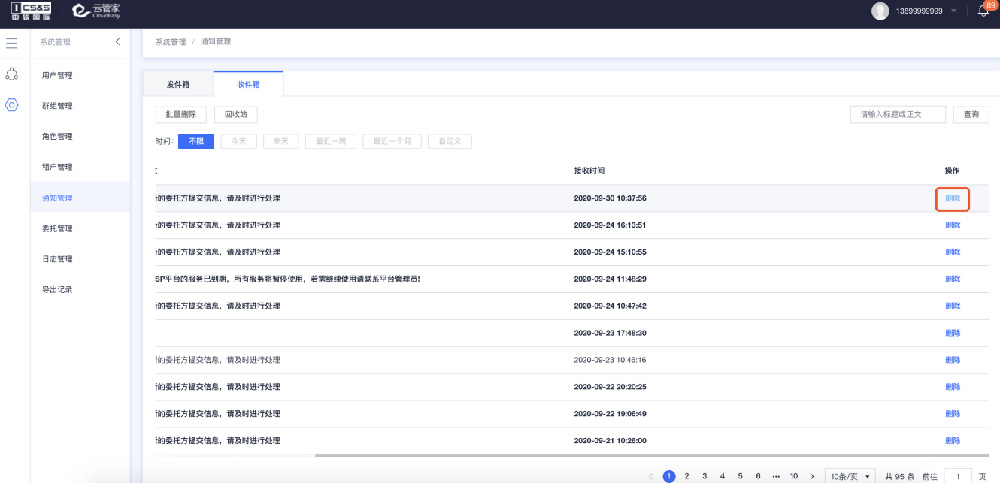 ICS&S 云管家 13899999999 89
中软国际 CloudEasy
系统管理 系统管理 / 通知管理
用户管理 发件箱 收件箱
群组管理 批量删除 回收站 请输入标题或正文 查询
角色管理 时间: 不限 今天 昨天 最近一周 最近一个月 自定义
租户管理 接收时间 操作
通知管理 的委托方提交信息，请及时进行处理 2020-09-30 10:37:56 删除
委托管理 的委托方提交信息，请及时进行处理 2020-09-24 16:13:51 删除
日志管理 的委托方提交信息，请及时进行处理 2020-09-24 15:10:55 删除
导出记录 SP平台的服务已到期，所有服务将暂停使用，若需继续使用请联系平台管理员! 2020-09-24 11:48:29 删除
的委托方提交信息，请及时进行处理 2020-09-24 10:47:42 删除
2020-09-23 17:48:30 删除
的委托方提交信息，请及时进行处理 2020-09-23 10:46:16 删除
的委托方提交信息，请及时进行处理 2020-09-22 20:20:25 删除
的委托方提交信息，请及时进行处理 2020-09-22 19:06:49 删除
的委托方提交信息，请及时进行处理 2020-09-21 10:26:00 删除
1 2 3 4 5 6 ••• 10 10条/页 共 95 条 前往 1 页